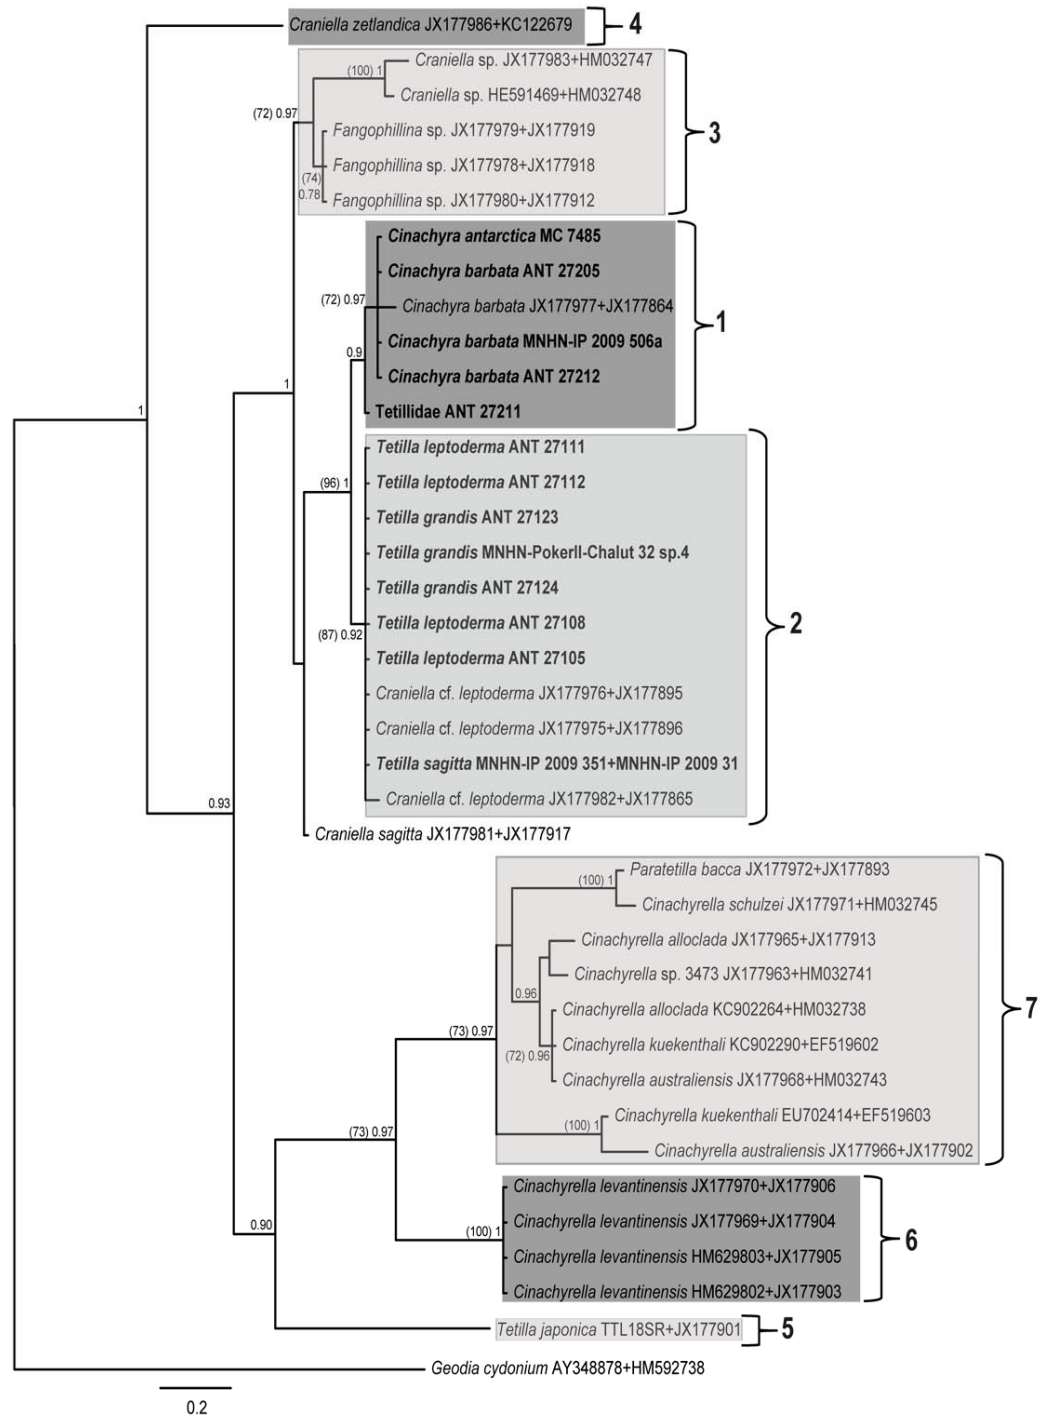 Craniella zetlandica JX177986+KC122679
4
Craniella sp. JX177983+HM032747
(100) 1
Craniella sp. HE591469+HM032748
(72) 0.97
Fangophillina sp. JX177979+JX177919
3
Fangophillina sp. JX177978+JX177918
(74)
0.78
Fangophillina sp. JX177980+JX177912
Cinachyra antarctica MC 7485
Cinachyra barbata ANT 27205
(72) 0.97
Cinachyra barbata JX177977+JX177864
1
Cinachyra barbata MNHN-IP 2009 506a
0.9
Cinachyra barbata ANT 27212
1
Tetillidae ANT 27211
1
Tetilla leptoderma ANT 27111
(96) 1
Tetilla leptoderma ANT 27112
Tetilla grandis ANT 27123
Tetilla grandis MNHN-PokerII-Chalut 32 sp.4
Tetilla grandis ANT 27124
Tetilla leptoderma ANT 27108
2
(87) 0.92
Tetilla leptoderma ANT 27105
Craniella cf. leptoderma JX177976+JX177895
Craniella cf. leptoderma JX177975+JX177896
Tetilla sagitta MNHN-IP 2009 351+MNHN-IP 2009 31
Craniella cf. leptoderma JX177982+JX177865
0.93
Craniella sagitta JX177981+JX177917
Paratetilla bacca JX177972+JX177893
(100) 1
Cinachyrella schulzei JX177971+HM032745
Cinachyrella alloclada JX177965+JX177913
Cinachyrella sp. 3473 JX177963+HM032741
0.96
Cinachyrella alloclada KC902264+HM032738
7
(73) 0.97
Cinachyrella kuekenthali KC902290+EF519602
(72) 0.96
Cinachyrella australiensis JX177968+HM032743
Cinachyrella kuekenthali EU702414+EF519603
(100) 1
(73) 0.97
Cinachyrella australiensis JX177966+JX177902
Cinachyrella levantinensis JX177970+JX177906
0.90
Cinachyrella levantinensis JX177969+JX177904
(100) 1
6
Cinachyrella levantinensis HM629803+JX177905
Cinachyrella levantinensis HM629802+JX177903
Tetilla japonica TTL18SR+JX177901
5
Geodia cydonium AY348878+HM592738
0.2